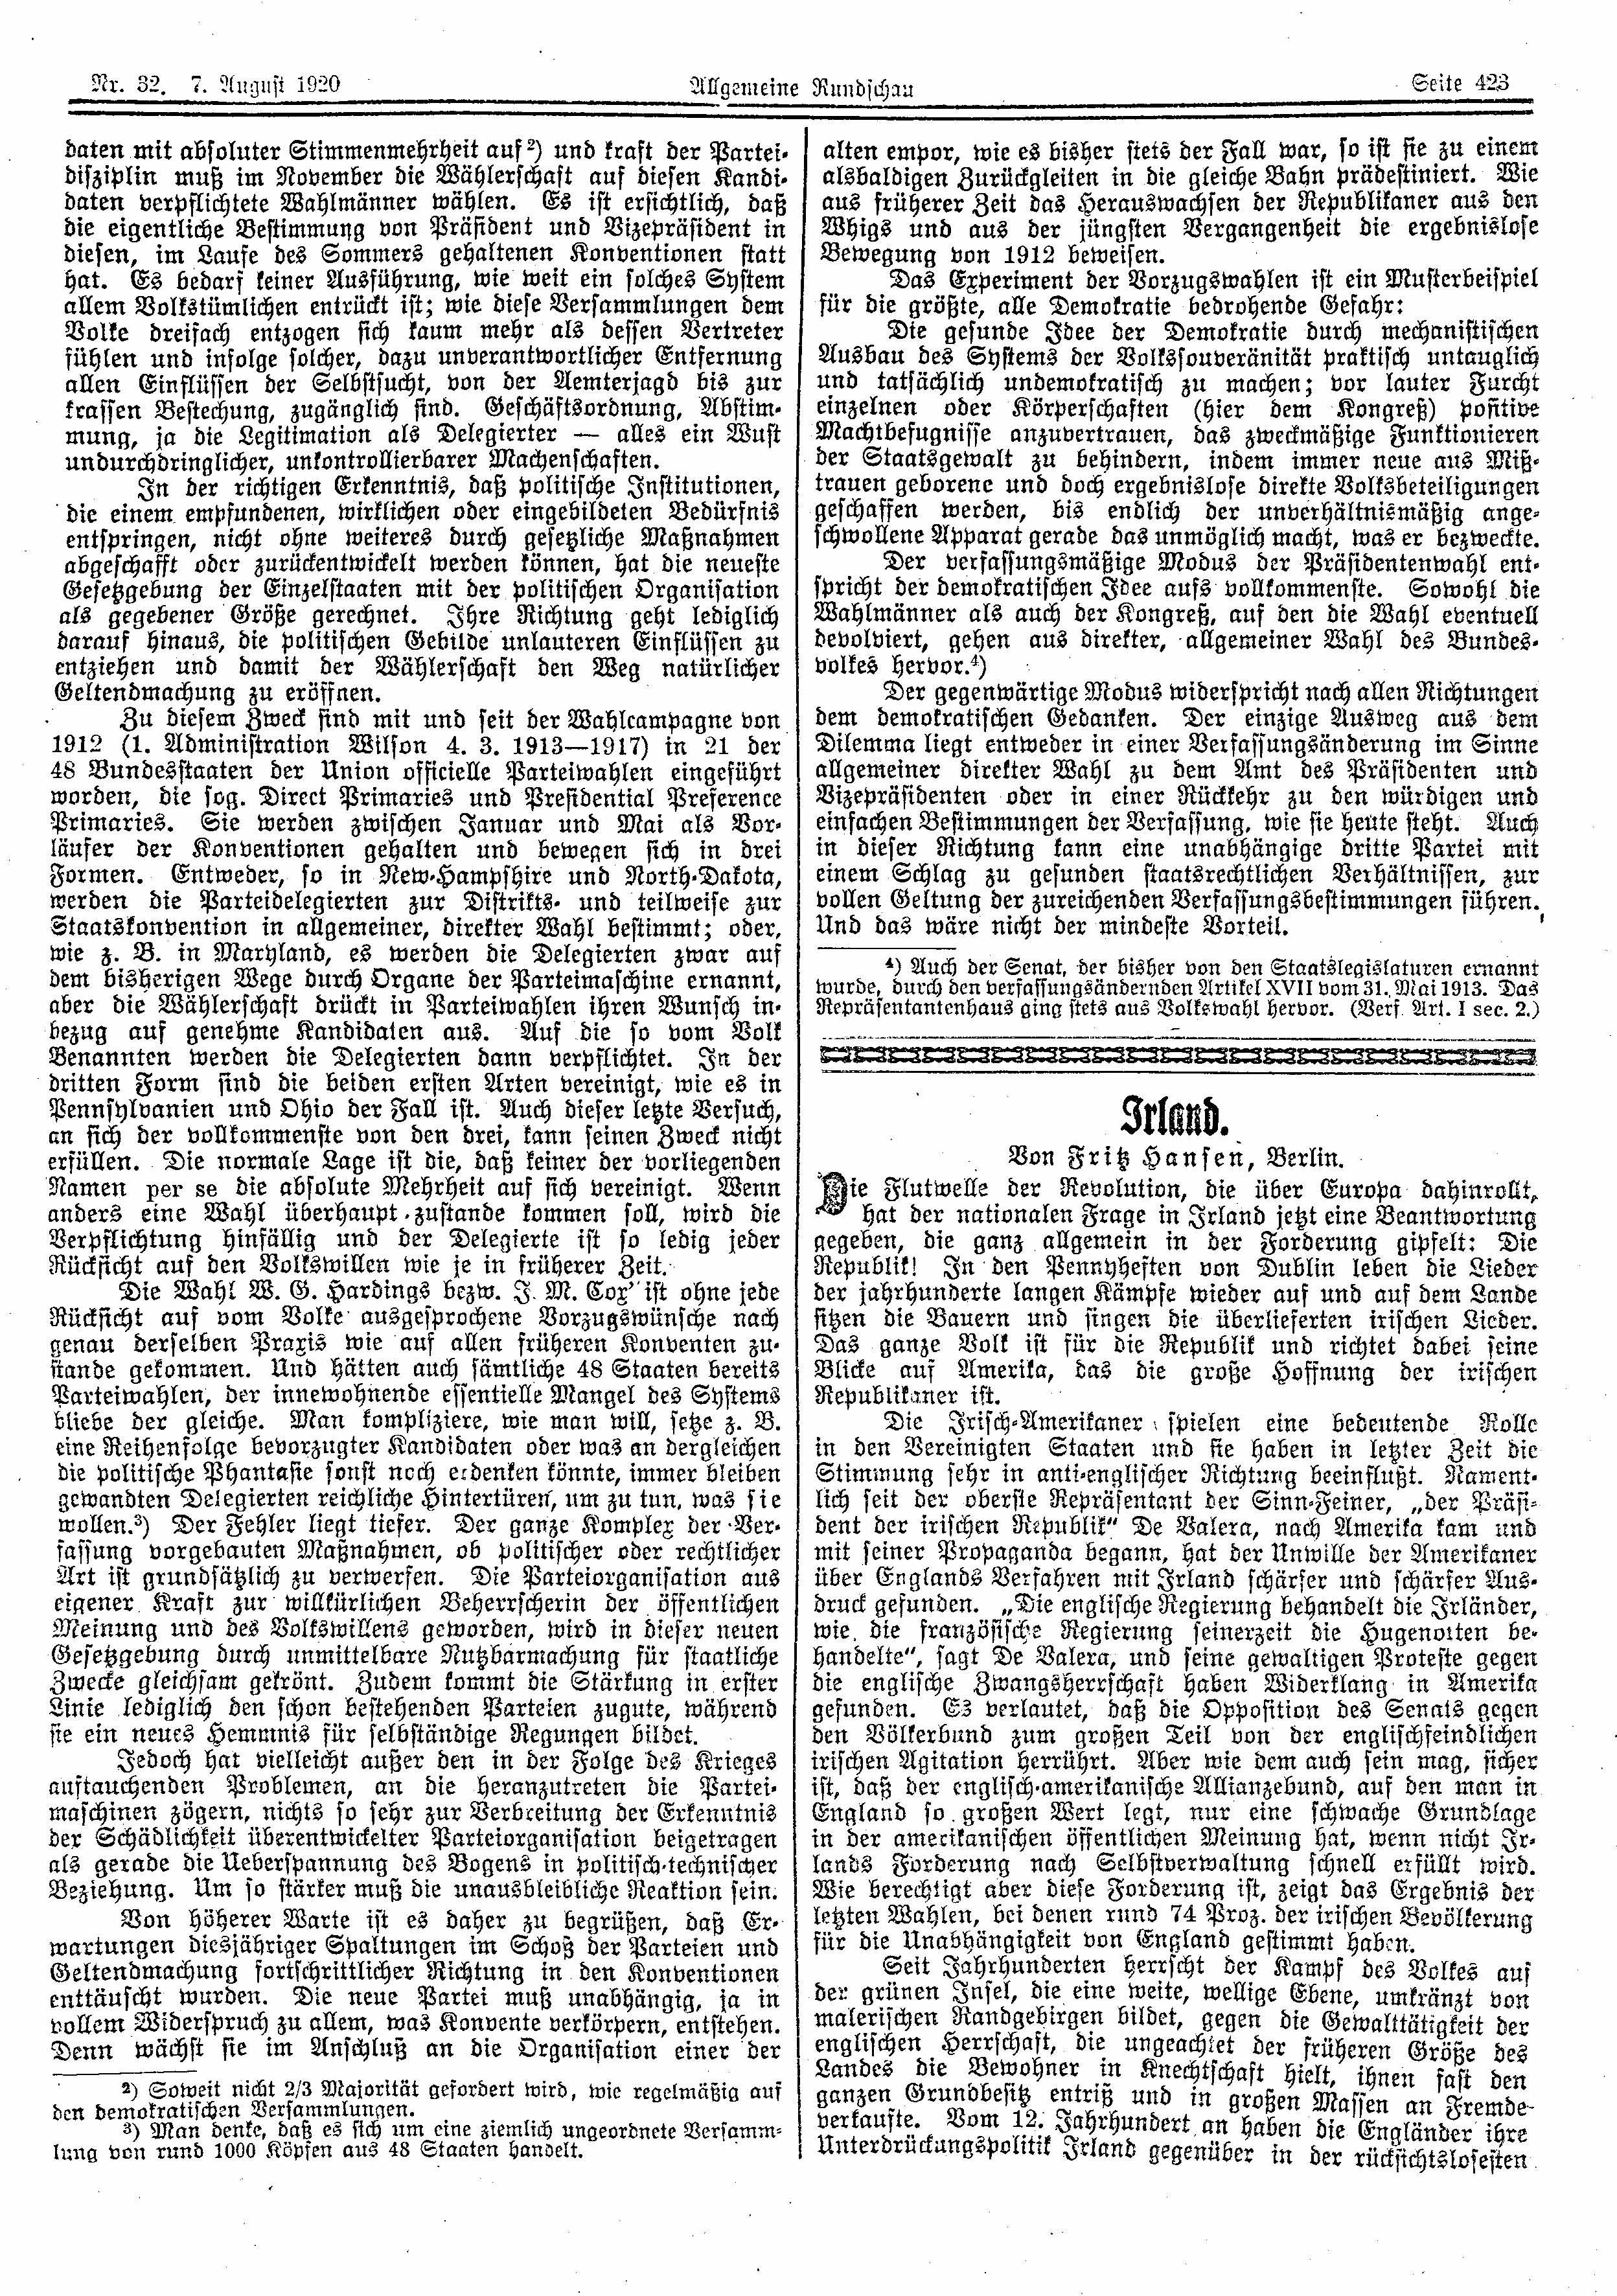 Nr. 32. 7. August 1920
Allgemeine Rundschau
Seite 423
daten mit absoluter Stimmenmehrheit auf²) und kraft der Partei-
disziplin muß im November die Wählerschaft auf diesen Kandi-
daten verpflichtete Wahlmänner wählen. Es ist ersichtlich, daß
die eigentliche Bestimmung von Präsident und Vizepräsident in
diesen, im Laufe des Sommers gehaltenen Konventionen statt
hat. Es bedarf keiner Ausführung, wie weit ein solches System
allem Volkstümlichen entrückt ist; wie diese Versammlungen dem
Volke dreifach entzogen sich kaum mehr als dessen Vertreter
fühlen und infolge solcher, dazu unverantwortlicher Entfernung
allen Einflüssen der Selbstsucht, von der Aemterjagd bis zur
krassen Bestechung, zugänglich sind. Geschäftsordnung, Abstim-
mung, ja die Legitimation als Delegierter — alles ein Wust
undurchdringlicher, unkontrollierbarer Machenschaften.
In der richtigen Erkenntnis, daß politische Institutionen,
die einem empfundenen, wirklichen oder eingebildeten Bedürfnis
entspringen, nicht ohne weiteres durch gesetzliche Maßnahmen
abgeschafft oder zurückentwickelt werden können, hat die neueste
Gesetzgebung der Einzelstaaten mit der politischen Organisation
als gegebener Größe gerechnet. Ihre Richtung geht lediglich
darauf hinaus, die politischen Gebilde unlauteren Einflüssen zu
entziehen und damit der Wählerschaft den Weg natürlicher
Geltendmachung zu eröffnen.
Zu diesem Zweck sind mit und seit der Wahlcampagne von
1912 (1. Administration Wilson 4. 3. 1913—1917) in 21 der
48 Bundesstaaten der Union officielle Parteiwahlen eingeführt
worden, die sog. Direct Primaries und Presidential Preference
Primaries. Sie werden zwischen Januar und Mai als Vor-
läufer der Konventionen gehalten und bewegen sich in drei
Formen. Entweder, so in New-Hampshire und North-Dakota,
werden die Parteidelegierten zur Distrikts- und teilweise zur
Staatskonvention in allgemeiner, direkter Wahl bestimmt; oder,
wie z. B. in Maryland, es werden die Delegierten zwar auf
dem bisherigen Wege durch Organe der Parteimaschine ernannt,
aber die Wählerschaft drückt in Parteiwahlen ihren Wunsch in-
bezug auf genehme Kandidaten aus. Auf die so vom Volk
Benannten werden die Delegierten dann verpflichtet. In der
dritten Form sind die beiden ersten Arten vereinigt, wie es in
Pennsylvanien und Ohio der Fall ist. Auch dieser letzte Versuch,
an sich der vollkommenste von den drei, kann seinen Zweck nicht
erfüllen. Die normale Lage ist die, daß keiner der vorliegenden
Namen per se die absolute Mehrheit auf sich vereinigt. Wenn
anders eine Wahl überhaupt zustande kommen soll, wird die
Verpflichtung hinfällig und der Delegierte ist so ledig jeder
Rücksicht auf den Volkswillen wie je in früherer Zeit.
Die Wahl W. G. Hardings bezw. J. M. Cox' ist ohne jede
Rücksicht auf vom Volke ausgesprochene Vorzugswünsche nach
genau derselben Praxis wie auf allen früheren Konventen zu-
stande gekommen. Und hätten auch sämtliche 48 Staaten bereits
Parteiwahlen, der innewohnende essentielle Mangel des Systems
bliebe der gleiche. Man kompliziere, wie man will, setze z. B.
eine Reihenfolge bevorzugter Kandidaten oder was an dergleichen
die politische Phantasie sonst noch erdenken könnte, immer bleiben
gewandten Delegierten reichliche Hintertüren, um zu tun, was sie
wollen.³) Der Fehler liegt tiefer. Der ganze Komplex der Ver-
fassung vorgebauten Maßnahmen, ob politischer oder rechtlicher
Art ist grundsätzlich zu verwerfen. Die Parteiorganisation aus
eigener Kraft zur willkürlichen Beherrscherin der öffentlichen
Meinung und des Volkswillens geworden, wird in dieser neuen
Gesetzgebung durch unmittelbare Nutzbarmachung für staatliche
Zwecke gleichsam gekrönt. Zudem kommt die Stärkung in erster
Linie lediglich den schon bestehenden Parteien zugute, während
sie ein neues Hemmnis für selbständige Regungen bildet.
Jedoch hat vielleicht außer den in der Folge des Krieges
auftauchenden Problemen, an die heranzutreten die Partei-
maschinen zögern, nichts so sehr zur Verbreitung der Erkenntnis
der Schädlichkeit überentwickelter Parteiorganisation beigetragen
als gerade die Ueberspannung des Bogens in politisch-technischer
Beziehung. Um so stärker muß die unausbleibliche Reaktion sein.
Von höherer Warte ist es daher zu begrüßen, daß Er-
wartungen diesjähriger Spaltungen im Schoß der Parteien und
Geltendmachung fortschrittlicher Richtung in den Konventionen
enttäuscht wurden. Die neue Partei muß unabhängig, ja in
vollem Widerspruch zu allem, was Konvente verkörpern, entstehen.
Denn wächst sie im Anschluß an die Organisation einer der
²) Soweit nicht 2/3 Majorität gefordert wird, wie regelmäßig auf
den demokratischen Versammlungen.
³) Man denke, daß es sich um eine ziemlich ungeordnete Versamm-
lung von rund 1000 Köpfen aus 48 Staaten handelt.
alten empor, wie es bisher stets der Fall war, so ist sie zu einem
alsbaldigen Zurückgleiten in die gleiche Bahn prädestiniert. Wie
aus früherer Zeit das Herauswachsen der Republikaner aus den
Whigs und aus der jüngsten Vergangenheit die ergebnislose
Bewegung von 1912 beweisen.
Das Experiment der Vorzugswahlen ist ein Musterbeispiel
für die größte, alle Demokratie bedrohende Gefahr:
Die gesunde Idee der Demokratie durch mechanistischen
Ausbau des Systems der Volkssouveränität praktisch untauglich
und tatsächlich undemokratisch zu machen; vor lauter Furcht
einzelnen oder Körperschaften (hier dem Kongreß) positive
Machtbefugnisse anzuvertrauen, das zweckmäßige Funktionieren
der Staatsgewalt zu behindern, indem immer neue aus Miß-
trauen geborene und doch ergebnislose direkte Volksbeteiligungen
geschaffen werden, bis endlich der unverhältnismäßig ange-
schwollene Apparat gerade das unmöglich macht, was er bezweckte.
Der verfassungsmäßige Modus der Präsidentenwahl ent-
spricht der demokratischen Idee aufs vollkommenste. Sowohl die
Wahlmänner als auch der Kongreß, auf den die Wahl eventuell
devolviert, gehen aus direkter, allgemeiner Wahl des Bundes-
volkes hervor.⁴)
Der gegenwärtige Modus widerspricht nach allen Richtungen
dem demokratischen Gedanken. Der einzige Ausweg aus dem
Dilemma liegt entweder in einer Verfassungsänderung im Sinne
allgemeiner direkter Wahl zu dem Amt des Präsidenten und
Vizepräsidenten oder in einer Rückkehr zu den würdigen und
einfachen Bestimmungen der Verfassung, wie sie heute steht. Auch
in dieser Richtung kann eine unabhängige dritte Partei mit
einem Schlag zu gesunden staatsrechtlichen Verhältnissen, zur
vollen Geltung der zureichenden Verfassungsbestimmungen führen.
Und das wäre nicht der mindeste Vorteil.
⁴) Auch der Senat, der bisher von den Staatslegislaturen ernannt
wurde, durch den verfassungsändernden Artikel XVII vom 31. Mai 1913. Das
Repräsentantenhaus ging stets aus Volkswahl hervor. (Verf. Art. I sec. 2.)
Irland.
Von Fritz Hansen, Berlin.
Die Flutwelle der Revolution, die über Europa dahinrollt,
hat der nationalen Frage in Irland jetzt eine Beantwortung
gegeben, die ganz allgemein in der Forderung gipfelt: Die
Republik! In den Pennyheften von Dublin leben die Lieder
der jahrhunderte langen Kämpfe wieder auf und auf dem Lande
sitzen die Bauern und singen die überlieferten irischen Lieder.
Das ganze Volk ist für die Republik und richtet dabei seine
Blicke auf Amerika, das die große Hoffnung der irischen
Republikaner ist.
Die Irisch-Amerikaner spielen eine bedeutende Rolle
in den Vereinigten Staaten und sie haben in letzter Zeit die
Stimmung sehr in anti-englischer Richtung beeinflußt. Nament-
lich seit der oberste Repräsentant der Sinn-Feiner, „der Präsi-
dent der irischen Republik“ De Valera, nach Amerika kam und
mit seiner Propaganda begann, hat der Unwille der Amerikaner
über Englands Verfahren mit Irland schärfer und schärfer Aus-
druck gefunden. „Die englische Regierung behandelt die Irländer,
wie die französische Regierung seinerzeit die Hugenotten be-
handelte“, sagt De Valera, und seine gewaltigen Proteste gegen
die englische Zwangsherrschaft haben Widerklang in Amerika
gefunden. Es verlautet, daß die Opposition des Senats gegen
den Völkerbund zum großen Teil von der englischfeindlichen
irischen Agitation herrührt. Aber wie dem auch sein mag, sicher
ist, daß der englisch-amerikanische Allianzebund, auf den man in
England so großen Wert legt, nur eine schwache Grundlage
in der amerikanischen öffentlichen Meinung hat, wenn nicht Ir-
lands Forderung nach Selbstverwaltung schnell erfüllt wird.
Wie berechtigt aber diese Forderung ist, zeigt das Ergebnis der
letzten Wahlen, bei denen rund 74 Proz. der irischen Bevölkerung
für die Unabhängigkeit von England gestimmt haben.
Seit Jahrhunderten herrscht der Kampf des Volkes auf
der grünen Insel, die eine weite, wellige Ebene, umkränzt von
malerischen Randgebirgen bildet, gegen die Gewalttätigkeit der
englischen Herrschaft, die ungeachtet der früheren Größe des
Landes die Bewohner in Knechtschaft hielt, ihnen fast den
ganzen Grundbesitz entriß und in großen Massen an Fremde
verkaufte. Vom 12. Jahrhundert an haben die Engländer ihre
Unterdrückungspolitik Irland gegenüber in der rücksichtslosesten